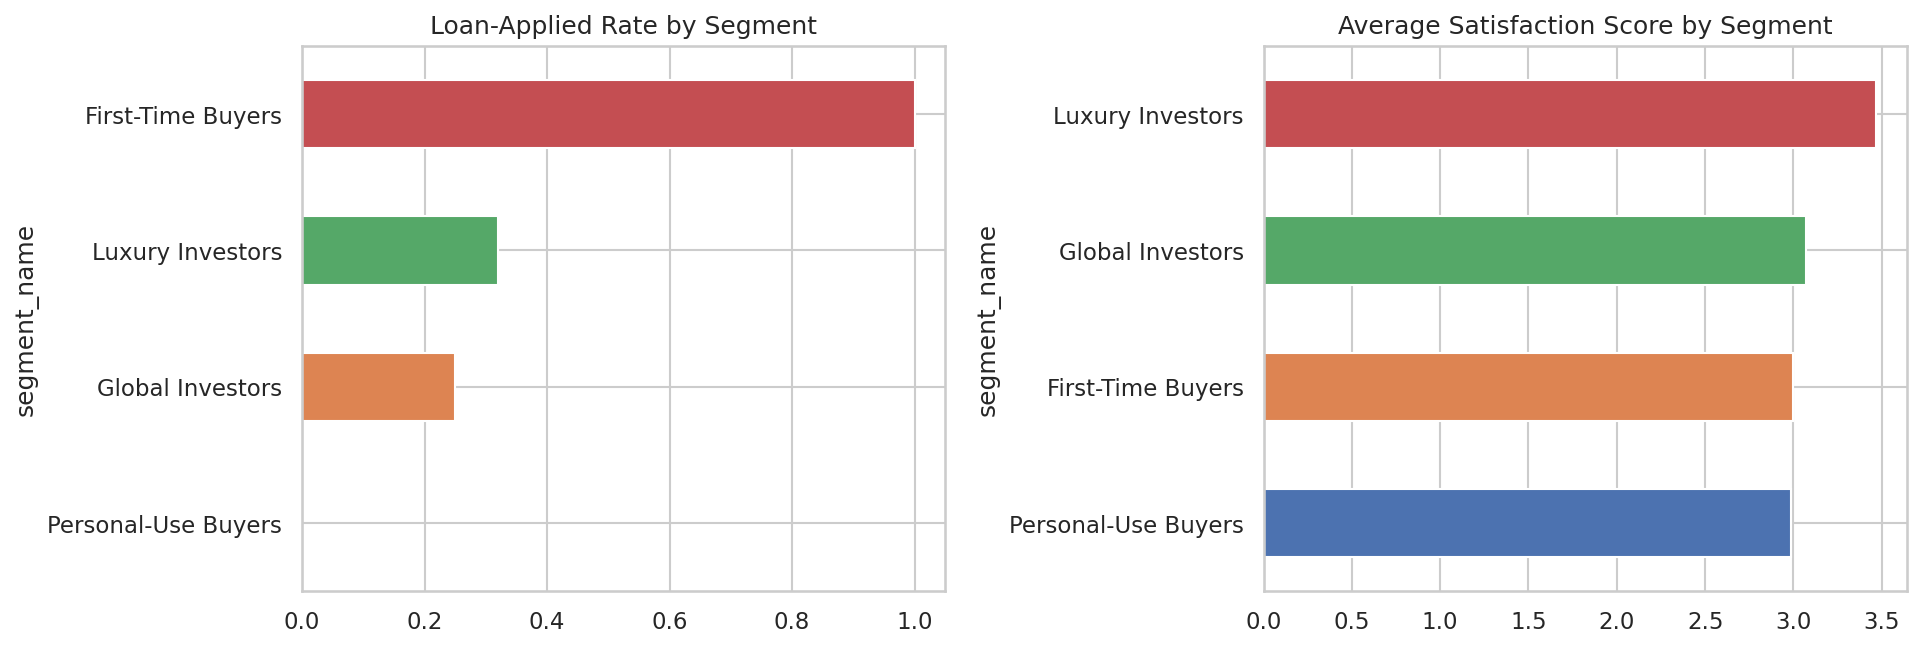 Loan-Applied Rate by Segment
segment_name
First-Time Buyers
Luxury Investors
Global Investors
Personal-Use Buyers
0.0 0.2 0.4 0.6 0.8 1.0
Average Satisfaction Score by Segment
segment_name
Luxury Investors
Global Investors
First-Time Buyers
Personal-Use Buyers
0.0 0.5 1.0 1.5 2.0 2.5 3.0 3.5